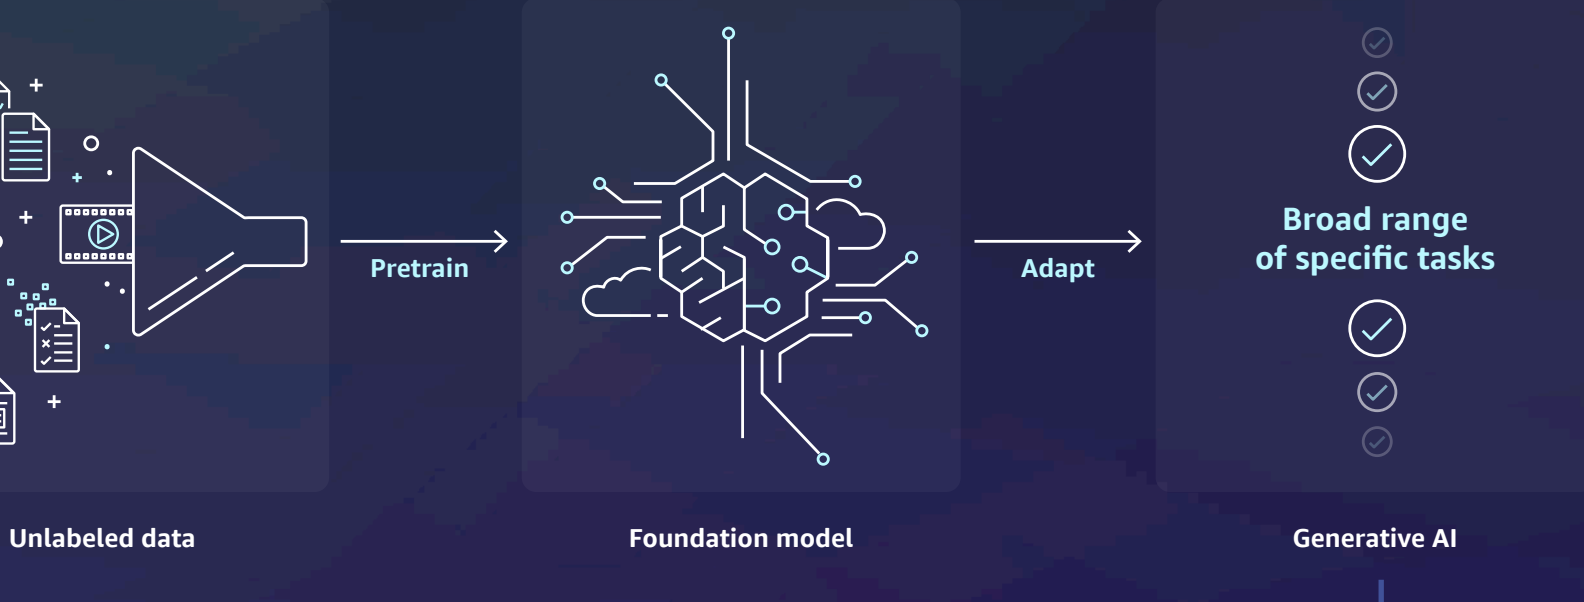 Pretrain
Adapt
Broad range
of specific tasks
Unlabeled data
Foundation model
Generative AI